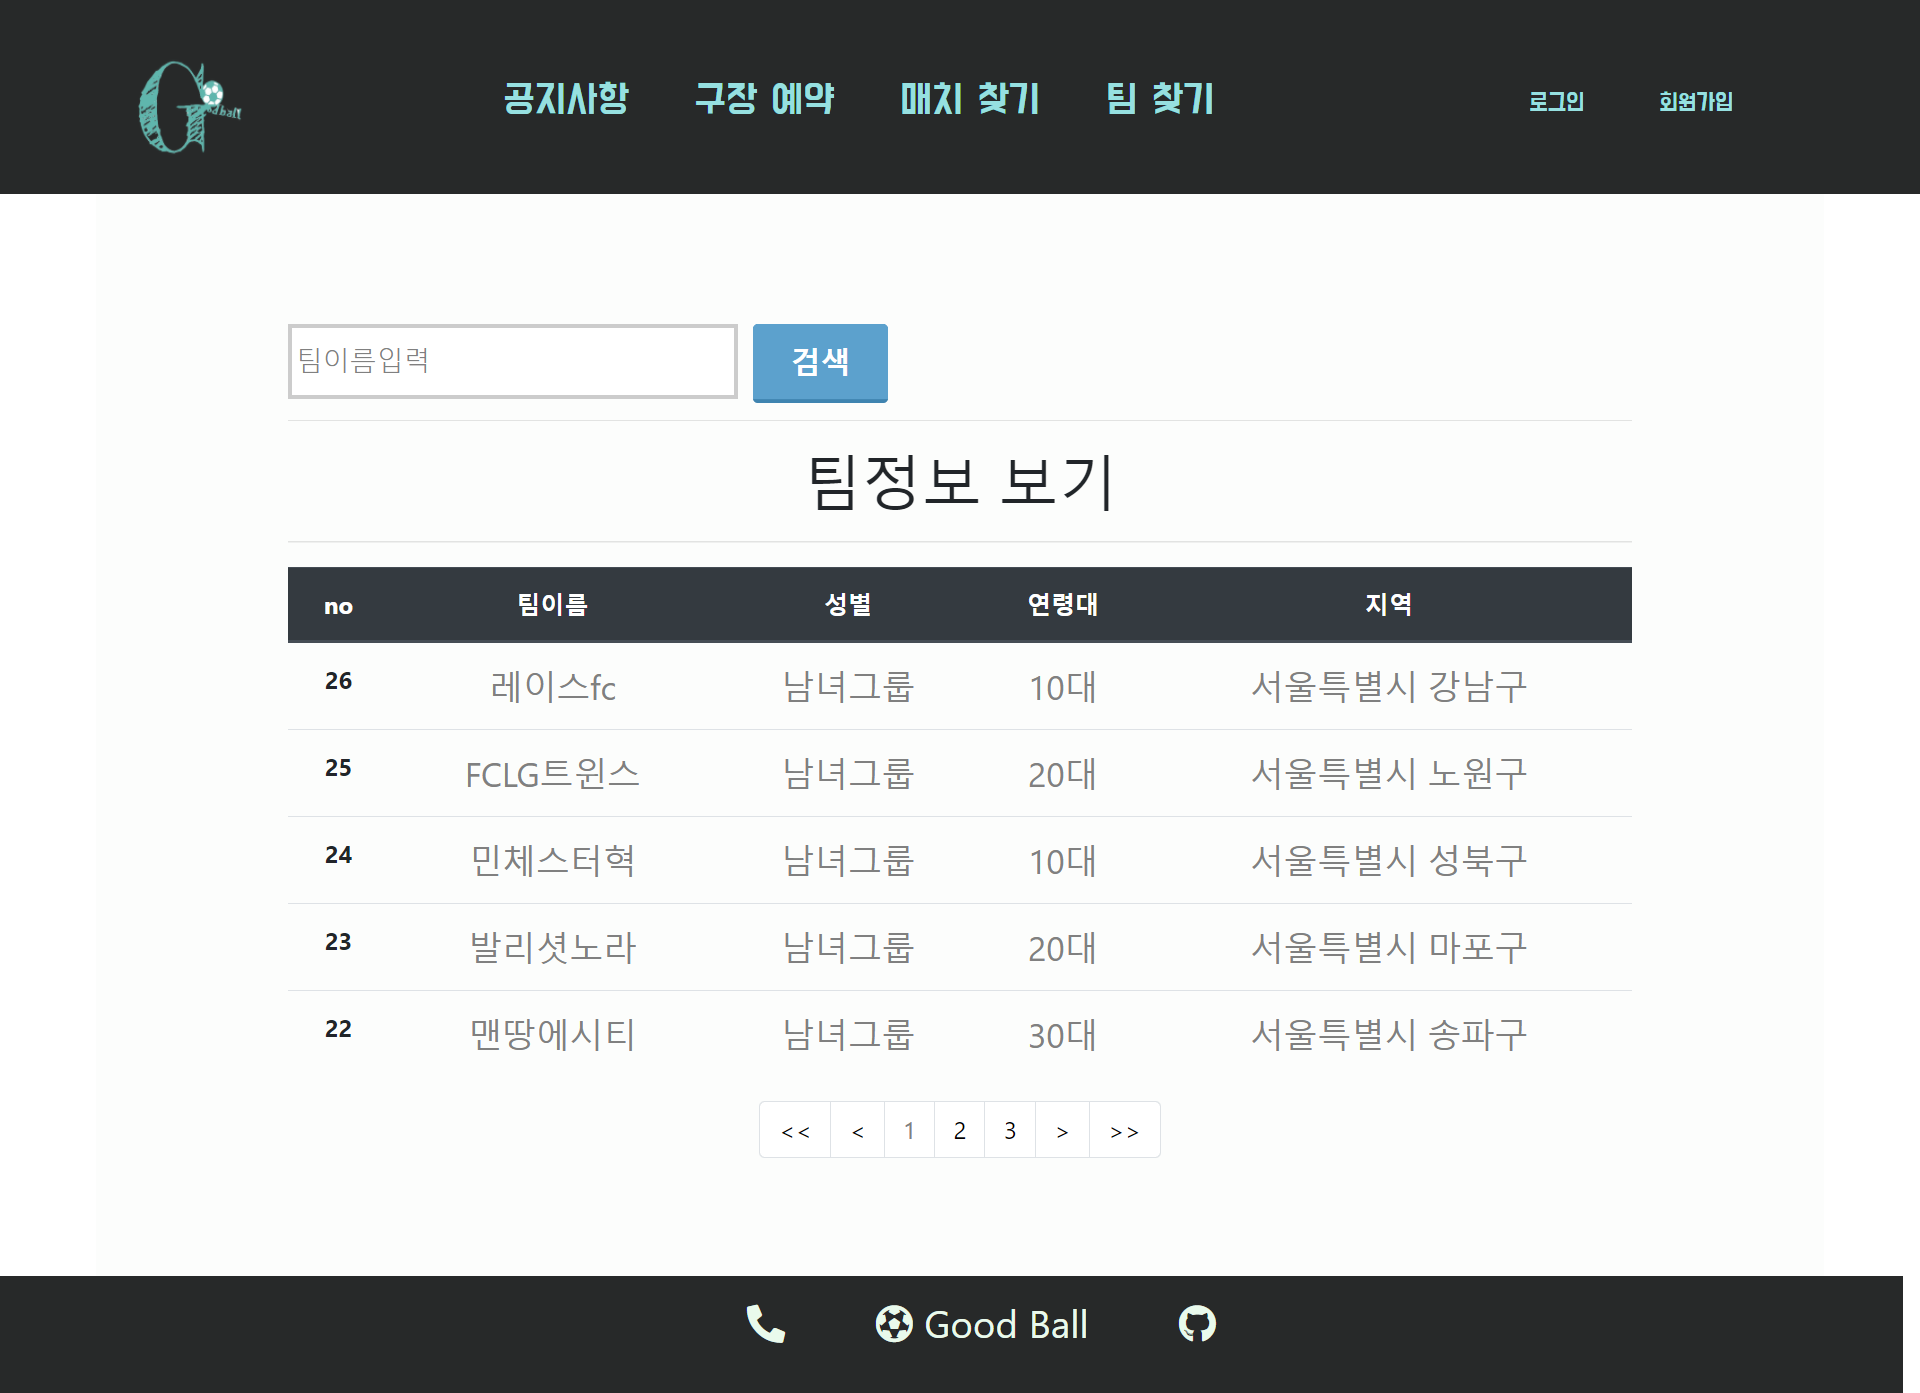 Goodball
공지사항 구장 예약 매치 찾기 팀 찾기 로그인 회원가입
팀이름입력 검색
팀정보 보기
no 팀이름 성별 연령대 지역
26 레이스fc 남녀그룹 10대 서울특별시 강남구
25 FCLG트윈스 남녀그룹 20대 서울특별시 노원구
24 민체스터혁 남녀그룹 10대 서울특별시 성북구
23 발리셧노라 남녀그룹 20대 서울특별시 마포구
22 맨땅에시티 남녀그룹 30대 서울특별시 송파구
<< < 1 2 3 > >>
Good Ball